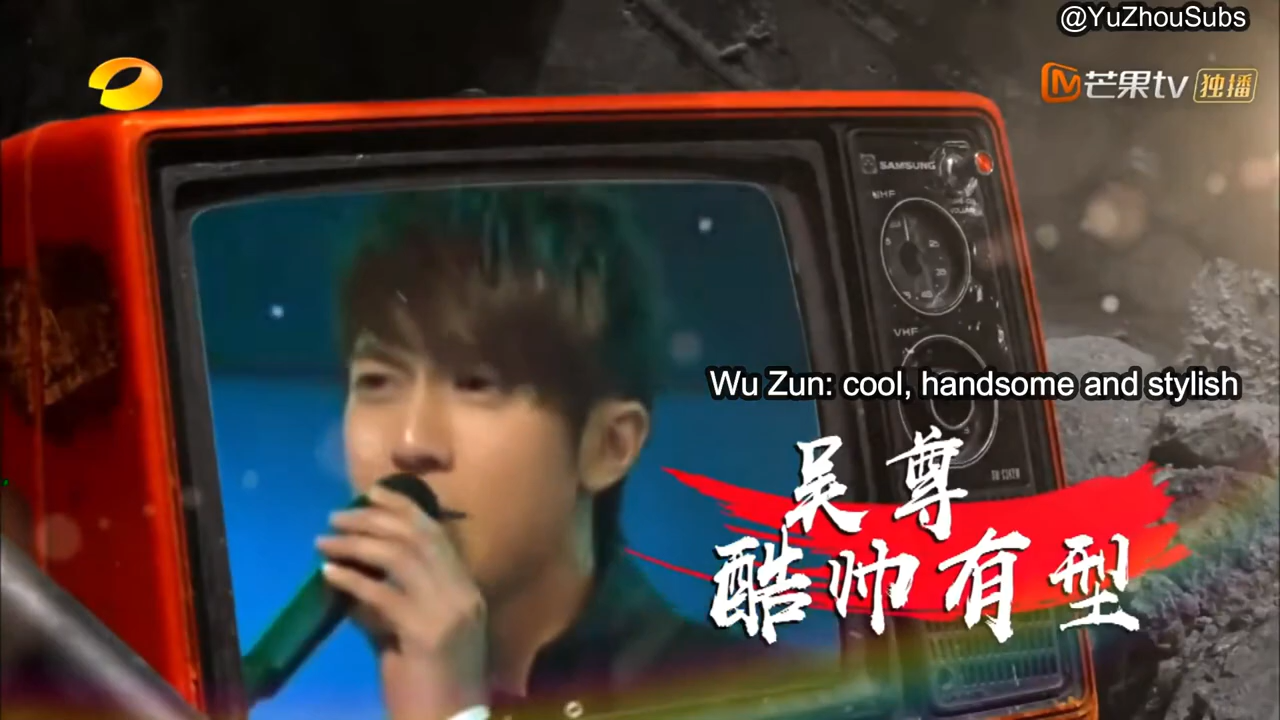 @YuZhouSubs
芒果tv 独播
SAMSUNG
VHF
Wu Zun: cool, handsome and stylish
吴尊
酷帅有型